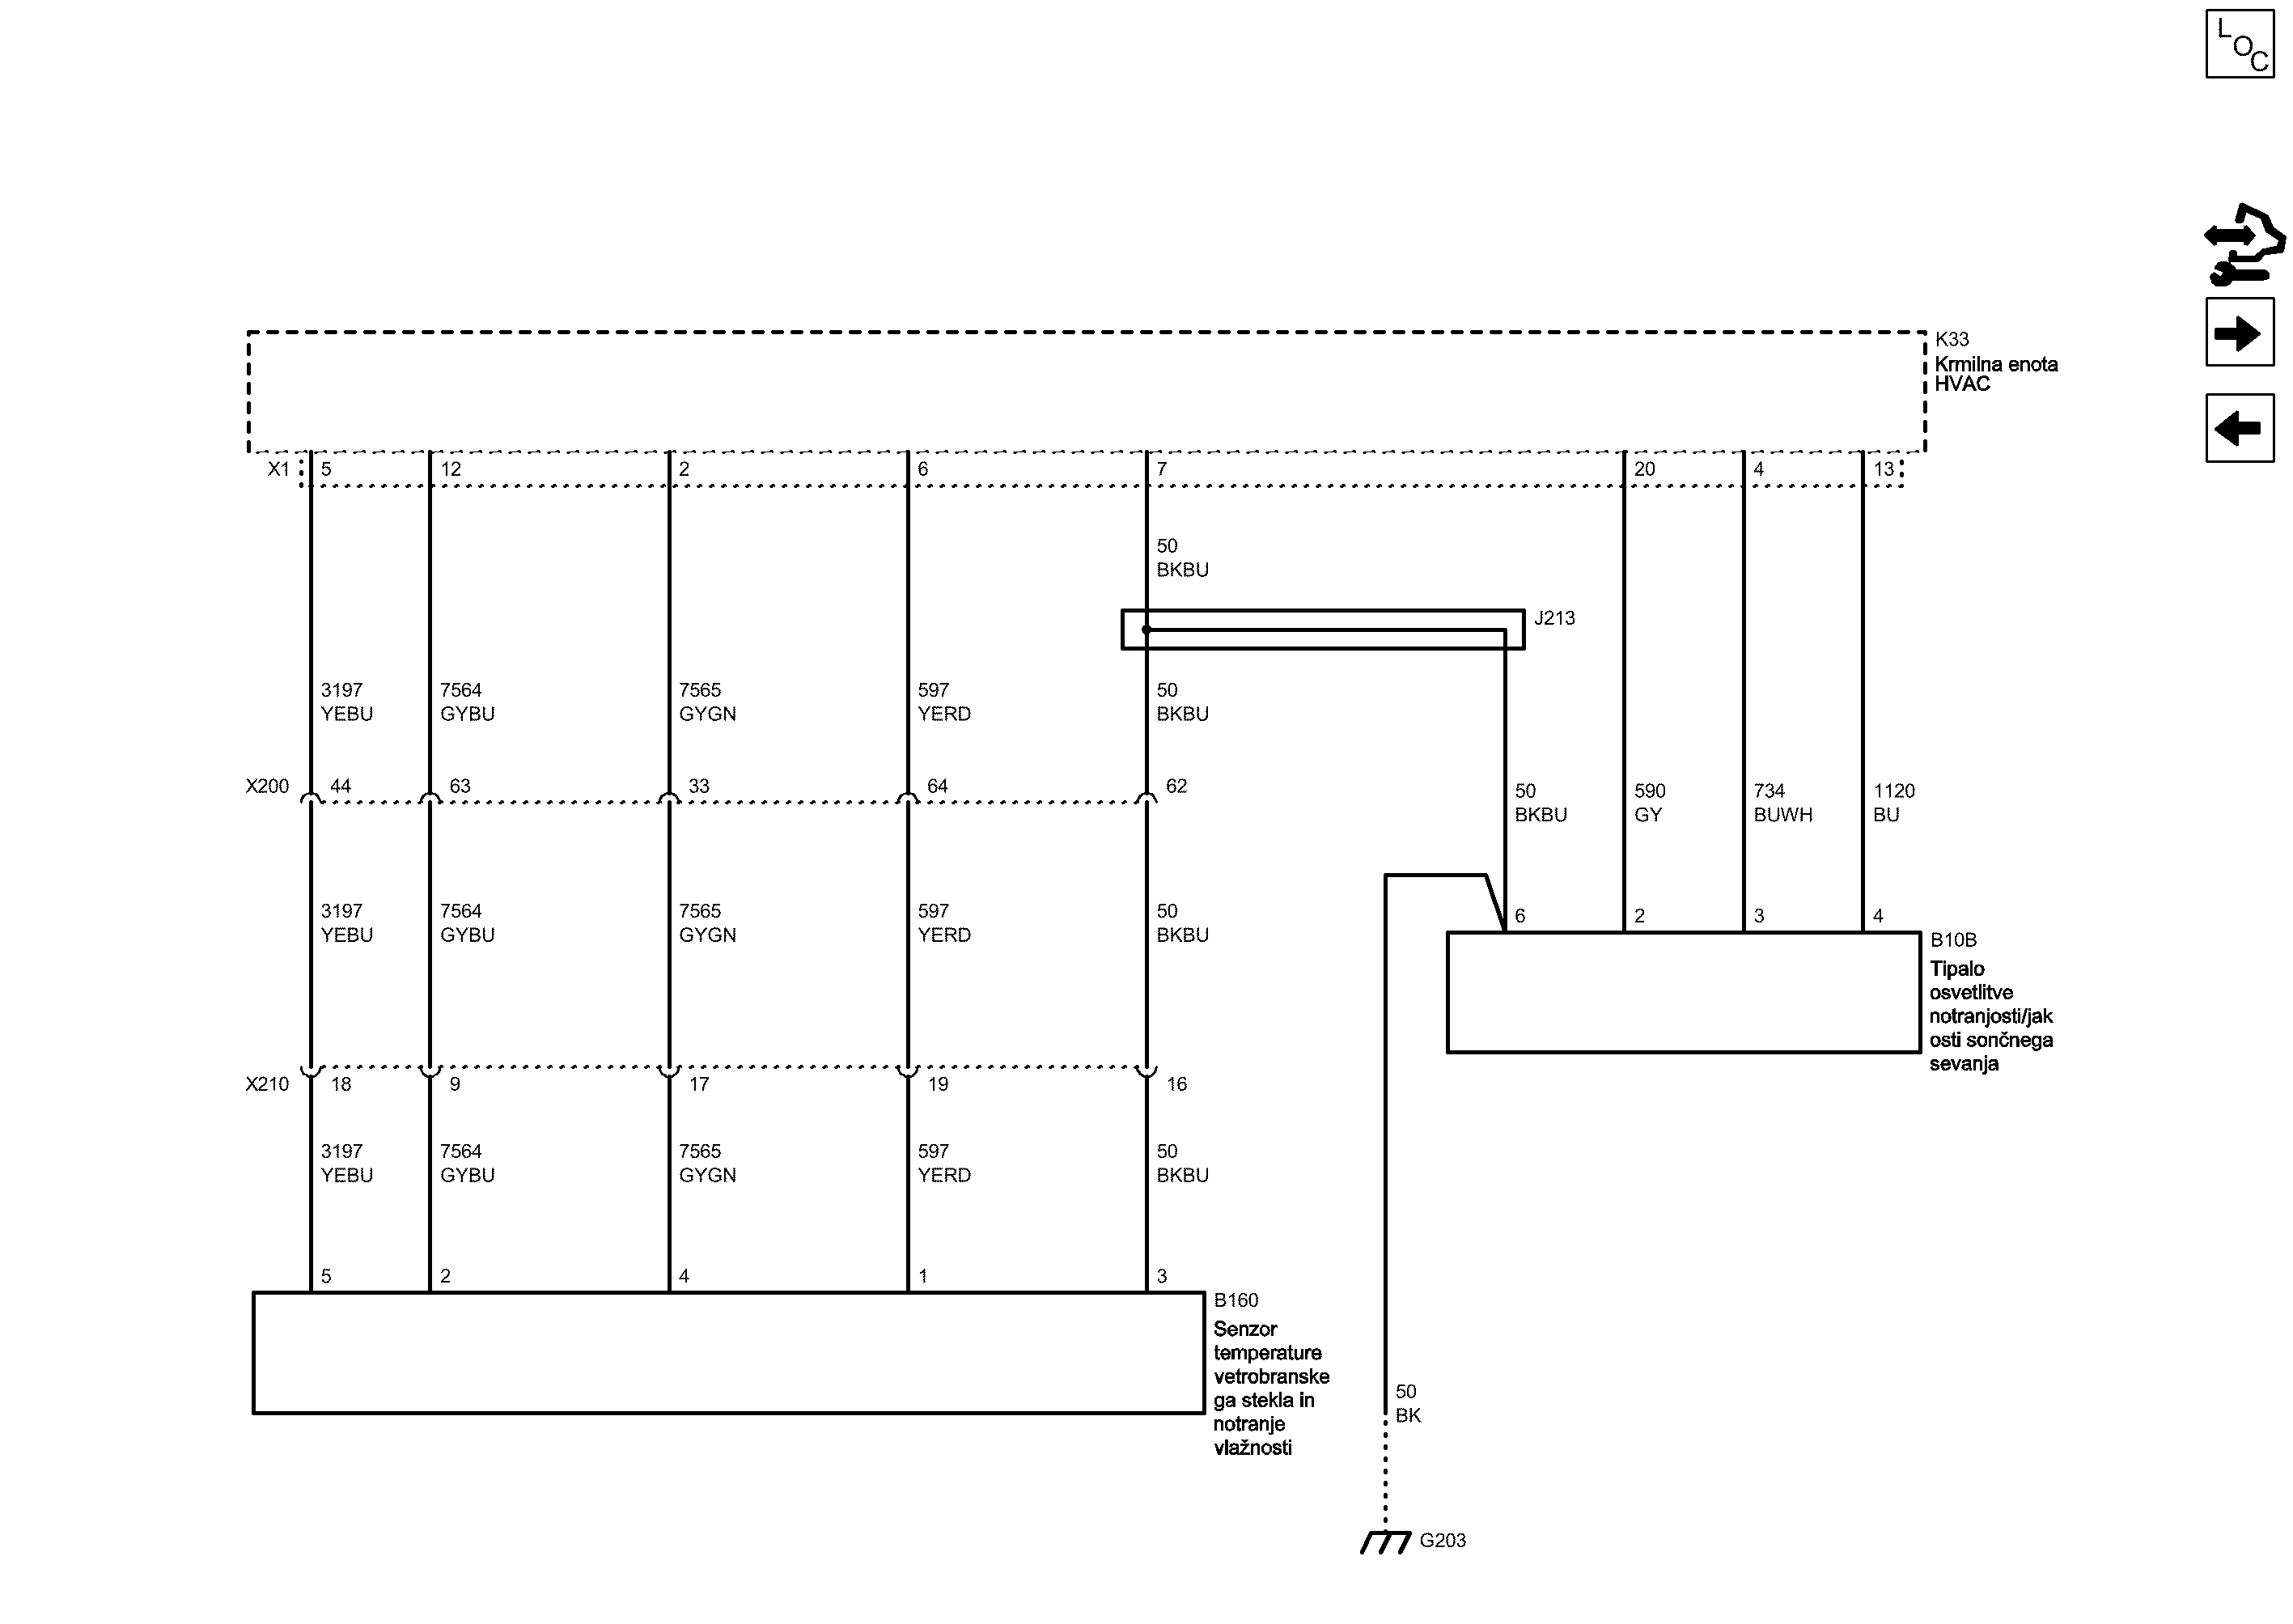 LOC
K33
Krmilna enota
HVAC
X1 5 12 2 6 7 20 4 13
50
BKBU
J213
3197 7564 7565 597 50
YEBU GYBU GYGN YERD BKBU
X200 44 63 33 64 62
50 590 734 1120
BKBU GY BUWH BU
3197 7564 7565 597 50
YEBU GYBU GYGN YERD BKBU
6 2 3 4
B10B
Tipalo
osvetlitve
notranjosti/jak
osti sončnega
sevanja
X210 18 9 17 19 16
3197 7564 7565 597 50
YEBU GYBU GYGN YERD BKBU
5 2 4 1 3
B160
Senzor
temperature
vetrobranske
ga stekla in
notranje
vlažnosti
50
BK
G203